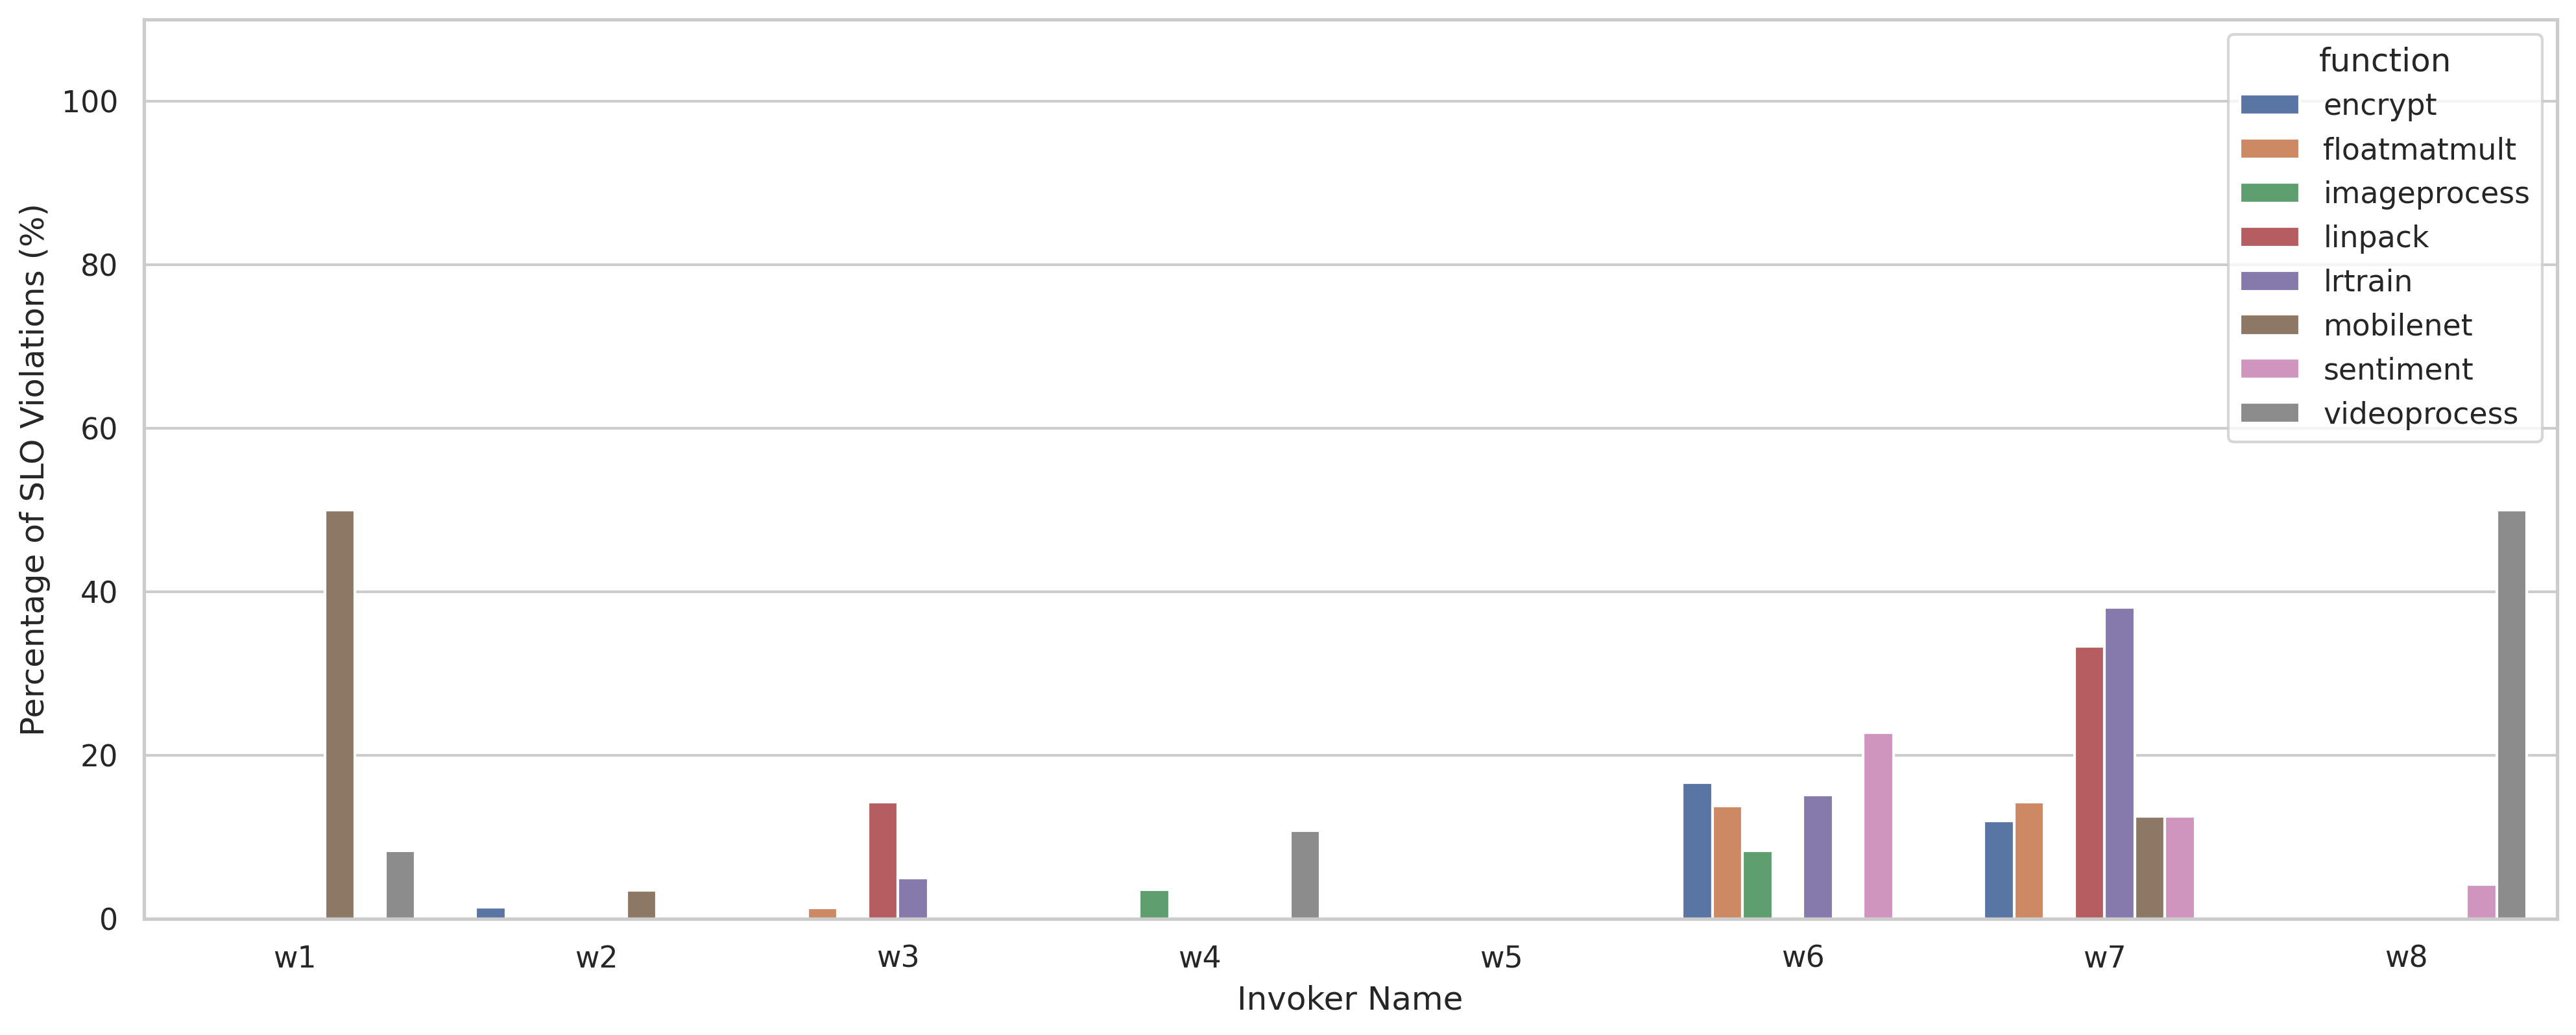 function
encrypt
floatmatmult
imageprocess
linpack
lrtrain
mobilenet
sentiment
videoprocess
Percentage of SLO Violations (%)
100
80
60
40
20
0
w1 w2 w3 w4 w5 w6 w7 w8
Invoker Name